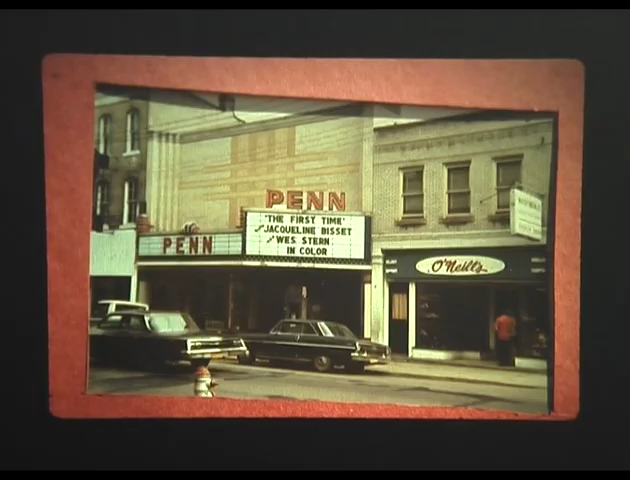 PENN
'THE FIRST TIME'
JACQUELINE BISSET
WES STERN
IN COLOR
PENN
O'Neill's